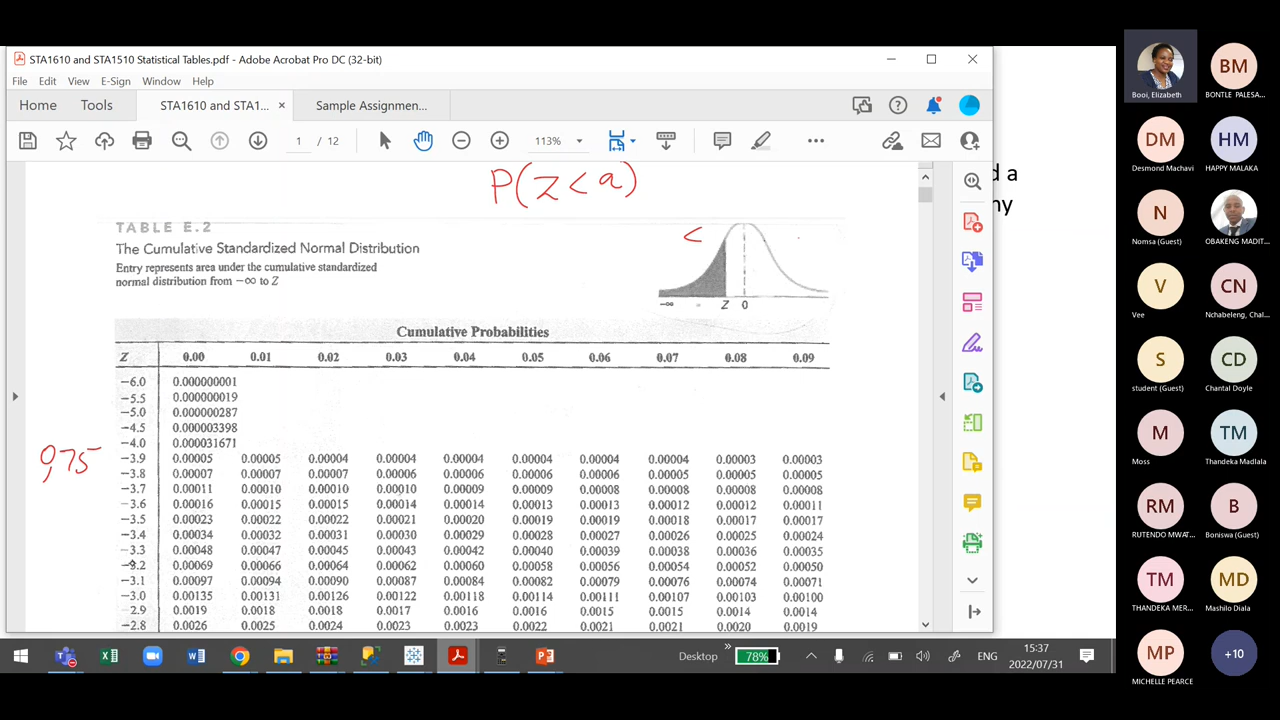 STA1610 and STA1510 Statistical Tables.pdf - Adobe Acrobat Pro DC (32-bit)
File Edit View E-Sign Window Help
Home Tools STA1610 and STA1... × Sample Assignmen...
1 / 12 113%
P(Z < a)
TABLE E.2
The Cumulative Standardized Normal Distribution
Entry represents area under the cumulative standardized
normal distribution from −∞ to Z
<
−∞ Z 0
Cumulative Probabilities
Z 0.00 0.01 0.02 0.03 0.04 0.05 0.06 0.07 0.08 0.09
−6.0 0.000000001
−5.5 0.000000019
−5.0 0.000000287
−4.5 0.000003398
−4.0 0.000031671
0,75
−3.9 0.00005 0.00005 0.00004 0.00004 0.00004 0.00004 0.00004 0.00004 0.00003 0.00003
−3.8 0.00007 0.00007 0.00007 0.00006 0.00006 0.00006 0.00006 0.00005 0.00005 0.00005
−3.7 0.00011 0.00010 0.00010 0.00010 0.00009 0.00009 0.00008 0.00008 0.00008 0.00008
−3.6 0.00016 0.00015 0.00015 0.00014 0.00014 0.00013 0.00013 0.00012 0.00012 0.00011
−3.5 0.00023 0.00022 0.00022 0.00021 0.00020 0.00019 0.00019 0.00018 0.00017 0.00017
−3.4 0.00034 0.00032 0.00031 0.00030 0.00029 0.00028 0.00027 0.00026 0.00025 0.00024
−3.3 0.00048 0.00047 0.00045 0.00043 0.00042 0.00040 0.00039 0.00038 0.00036 0.00035
−3.2 0.00069 0.00066 0.00064 0.00062 0.00060 0.00058 0.00056 0.00054 0.00052 0.00050
−3.1 0.00097 0.00094 0.00090 0.00087 0.00084 0.00082 0.00079 0.00076 0.00074 0.00071
−3.0 0.00135 0.00131 0.00126 0.00122 0.00118 0.00114 0.00111 0.00107 0.00103 0.00100
−2.9 0.0019 0.0018 0.0018 0.0017 0.0016 0.0016 0.0015 0.0015 0.0014 0.0014
−2.8 0.0026 0.0025 0.0024 0.0023 0.0023 0.0022 0.0021 0.0021 0.0020 0.0019
Desktop 78% ENG 15:37
2022/07/31
d a
ny
Booi, Elizabeth
BM
BONTLE PALESA...
DM
Desmond Machavi
HM
HAPPY MALAKA
N
Nomsa (Guest)
OBAKENG MADIT...
V
Vee
CN
Nchabeleng, Chal...
S
student (Guest)
CD
Chantal Doyle
M
Moss
TM
Thandeka Madlala
RM
RUTENDO MWAT...
B
Boniswa (Guest)
TM
THANDEKA MER...
MD
Mashilo Diala
MP
MICHELLE PEARCE
+10